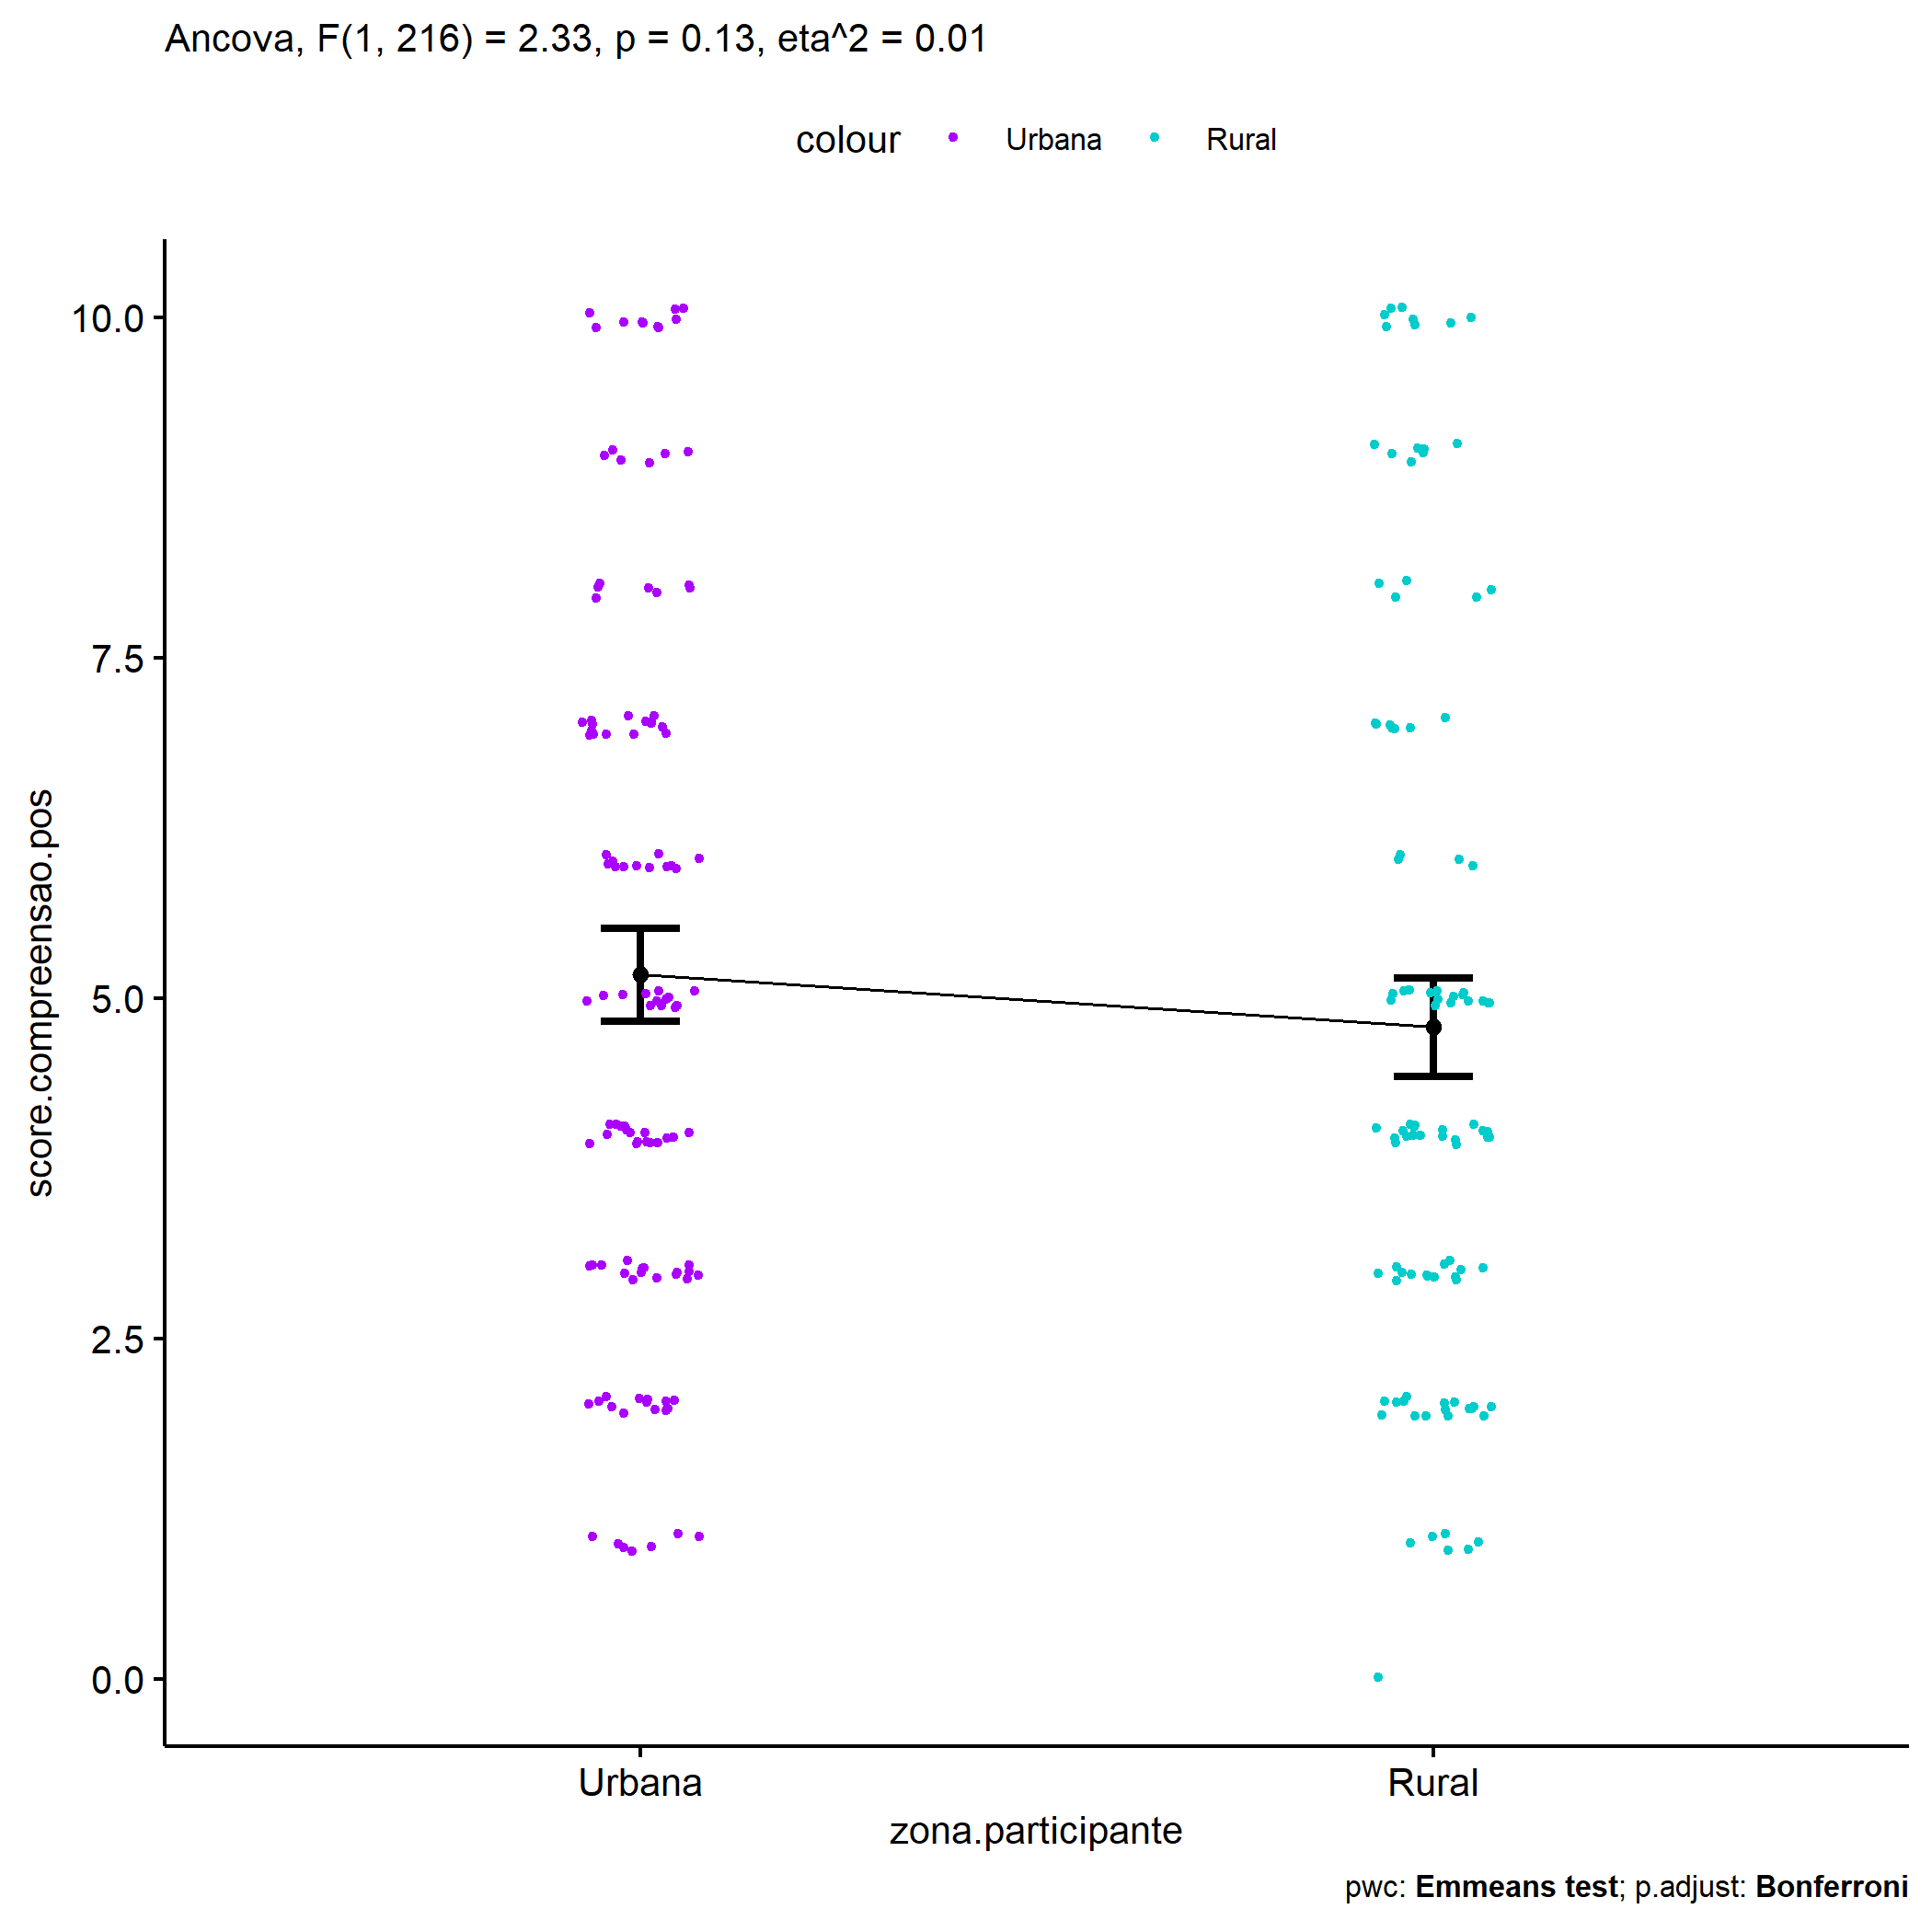 Ancova, F(1, 216) = 2.33, p = 0.13, eta^2 = 0.01
colour Urbana Rural
10.0
7.5
5.0
2.5
0.0
score.compreensao.pos
Urbana Rural
zona.participante
pwc: Emmeans test; p.adjust: Bonferroni